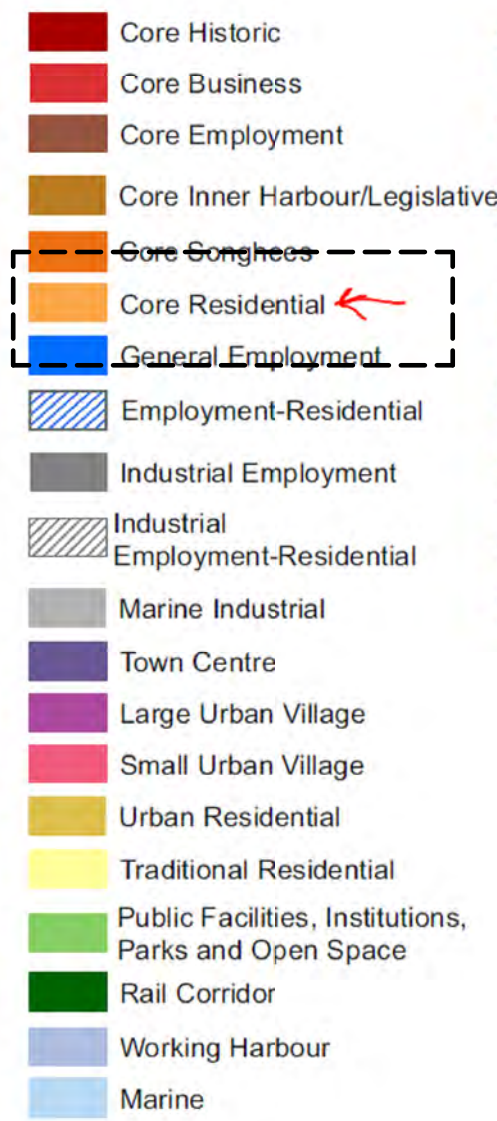 Core Historic
Core Business
Core Employment
Core Inner Harbour/Legislative
Core Songhees
Core Residential
General Employment
Employment-Residential
Industrial Employment
Industrial
Employment-Residential
Marine Industrial
Town Centre
Large Urban Village
Small Urban Village
Urban Residential
Traditional Residential
Public Facilities, Institutions,
Parks and Open Space
Rail Corridor
Working Harbour
Marine